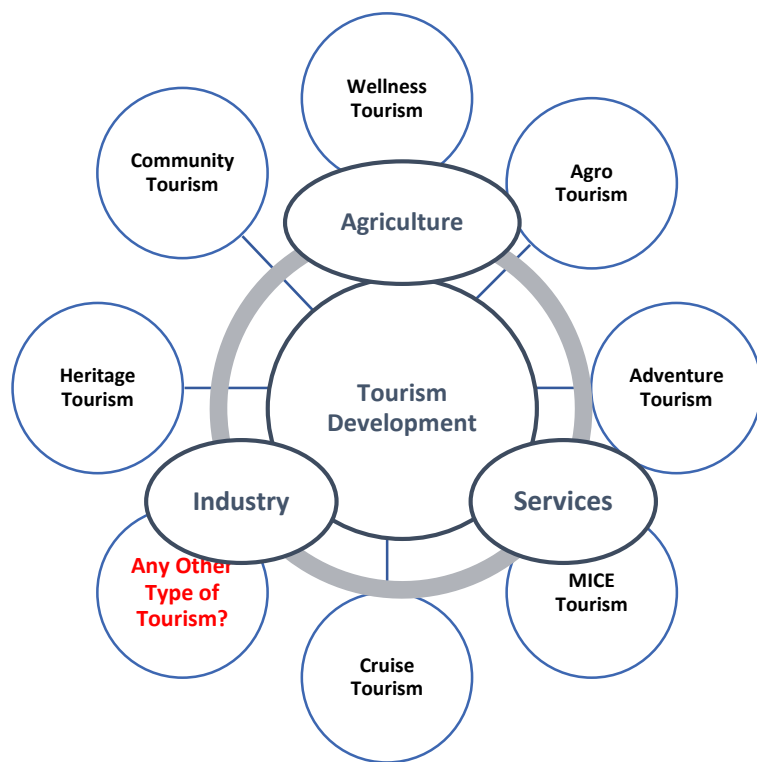 Wellness
Tourism
Community
Tourism
Agro
Tourism
Agriculture
Heritage
Tourism
Tourism
Development
Adventure
Tourism
Industry
Services
Any Other
Type of
Tourism?
MICE
Tourism
Cruise
Tourism